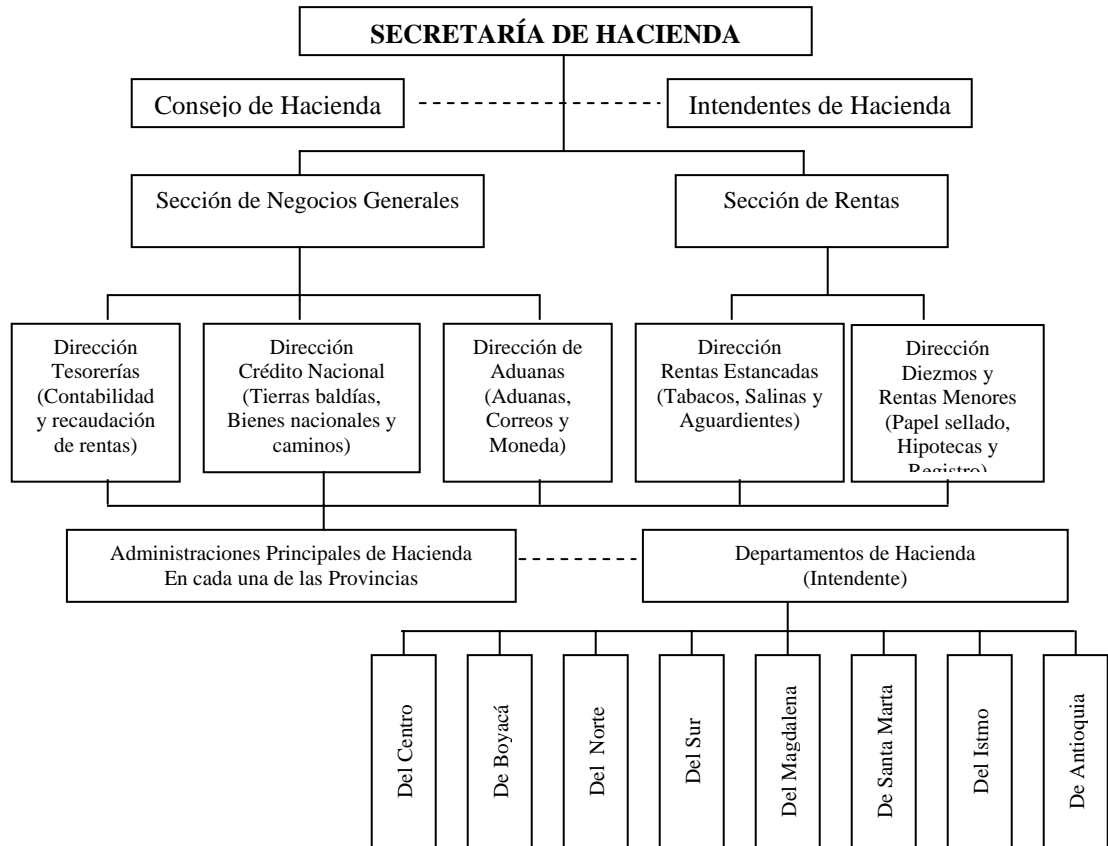 SECRETARÍA DE HACIENDA
Consejo de Hacienda
Intendentes de Hacienda
Sección de Negocios Generales
Sección de Rentas
Dirección
Tesorerías
(Contabilidad
y recaudación
de rentas)
Dirección
Crédito Nacional
(Tierras baldías,
Bienes nacionales y
caminos)
Dirección de
Aduanas
(Aduanas,
Correos y
Moneda)
Dirección
Rentas Estancadas
(Tabacos, Salinas y
Aguardientes)
Dirección
Diezmos y
Rentas Menores
(Papel sellado,
Hipotecas y
Registro)
Administraciones Principales de Hacienda
En cada una de las Provincias
Departamentos de Hacienda
(Intendente)
Del Centro
De Boyacá
Del Norte
Del Sur
Del Magdalena
De Santa Marta
Del Istmo
De Antioquia